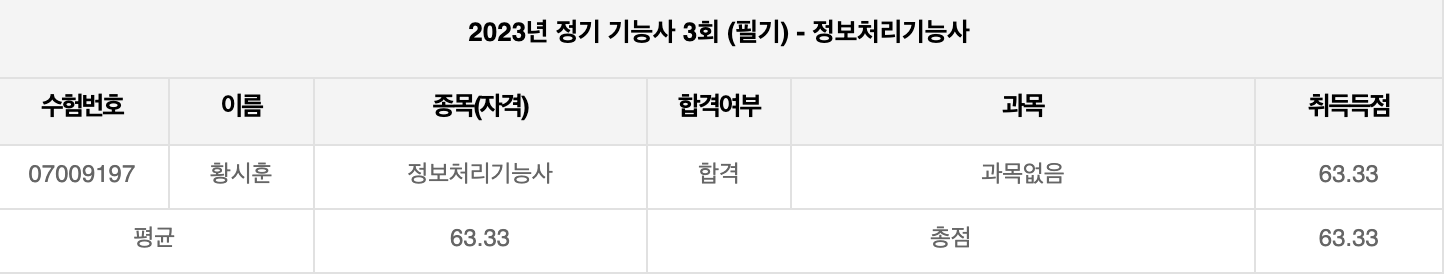 2023년 정기 기능사 3회 (필기) - 정보처리기능사
수험번호 이름 종목(자격) 합격여부 과목 취득득점
07009197 황시훈 정보처리기능사 합격 과목없음 63.33
평균 63.33 총점 63.33